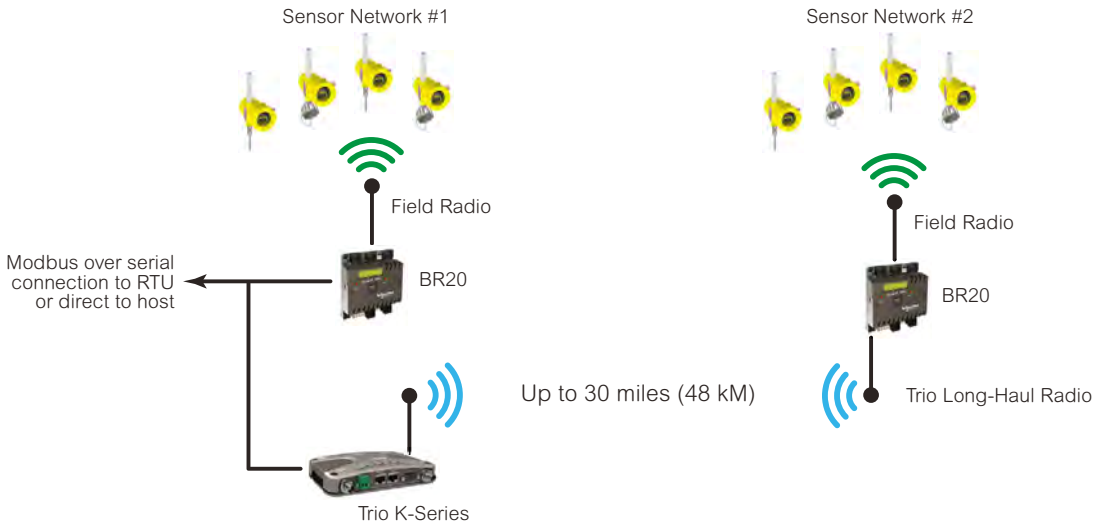 Sensor Network #1
Sensor Network #2
Field Radio
Field Radio
Modbus over serial
connection to RTU
or direct to host
BR20
BR20
Up to 30 miles (48 kM)
Trio Long-Haul Radio
Trio K-Series